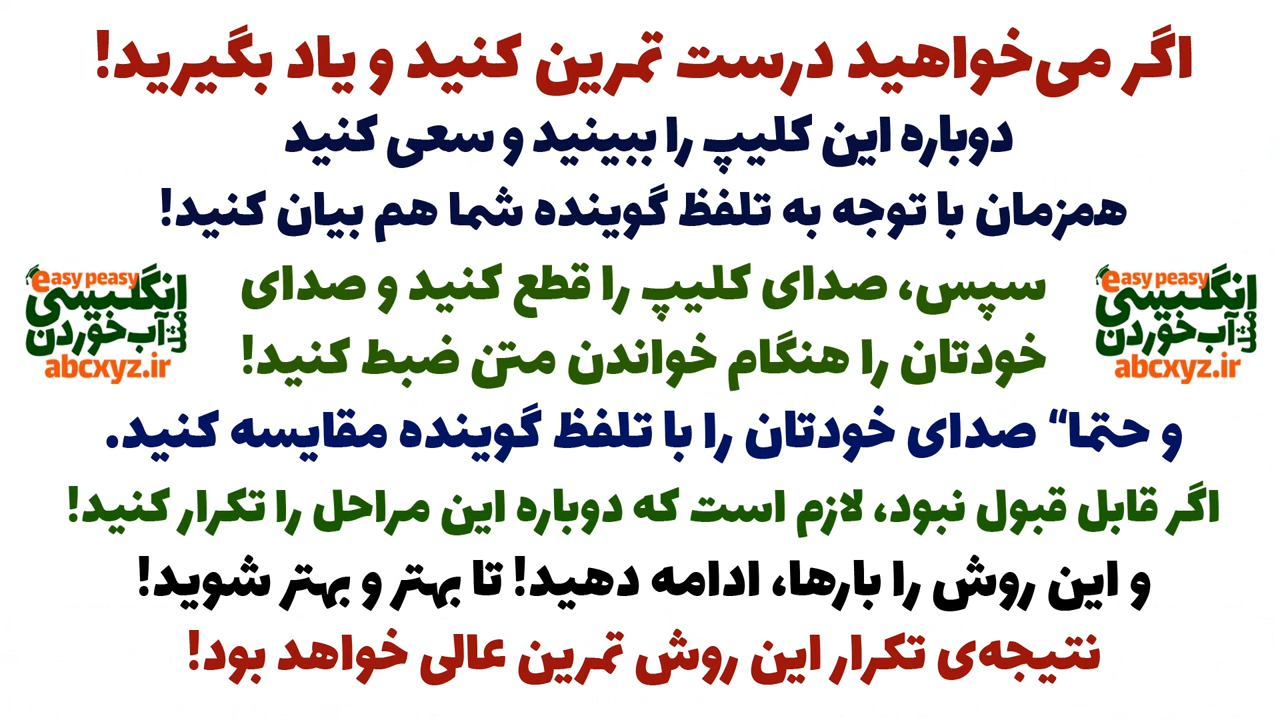 اگر می‌خواهید درست تمرین کنید و یاد بگیرید!
دوباره این کلیپ را ببینید و سعی کنید
همزمان با توجه به تلفظ گوینده شما هم بیان کنید!
سپس، صدای کلیپ را قطع کنید و صدای
خودتان را هنگام خواندن متن ضبط کنید!
و حتما“ صدای خودتان را با تلفظ گوینده مقایسه کنید.
اگر قابل قبول نبود، لازم است که دوباره این مراحل را تکرار کنید!
و این روش را بارها، ادامه دهید! تا بهتر و بهتر شوید!
نتیجه‌ی تکرار این روش تمرین عالی خواهد بود!
easy peasy
انگلیسی
مثل آب خوردن
abcxyz.ir
easy peasy
انگلیسی
مثل آب خوردن
abcxyz.ir